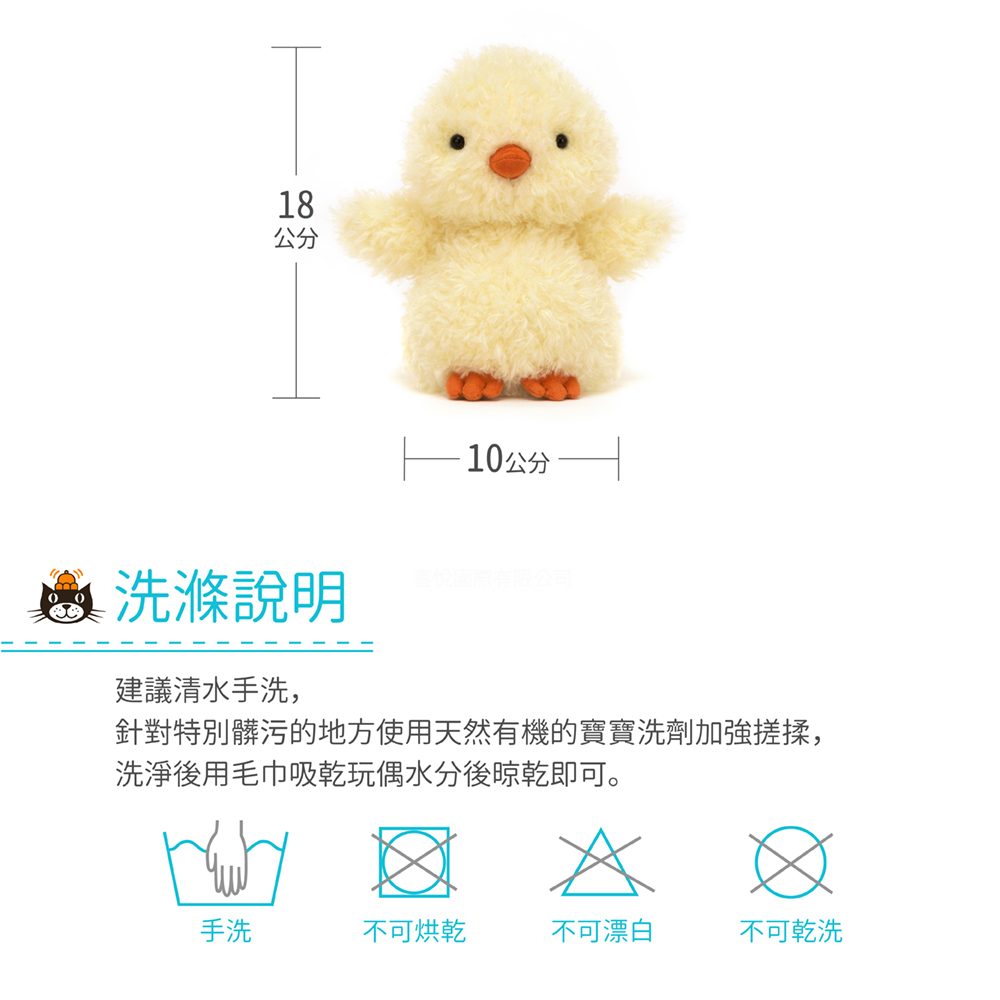 18
公分
10公分
洗滌說明
建議清水手洗，
針對特別髒污的地方使用天然有機的寶寶洗劑加強搓揉，
洗淨後用毛巾吸乾玩偶水分後晾乾即可。
手洗
不可烘乾
不可漂白
不可乾洗